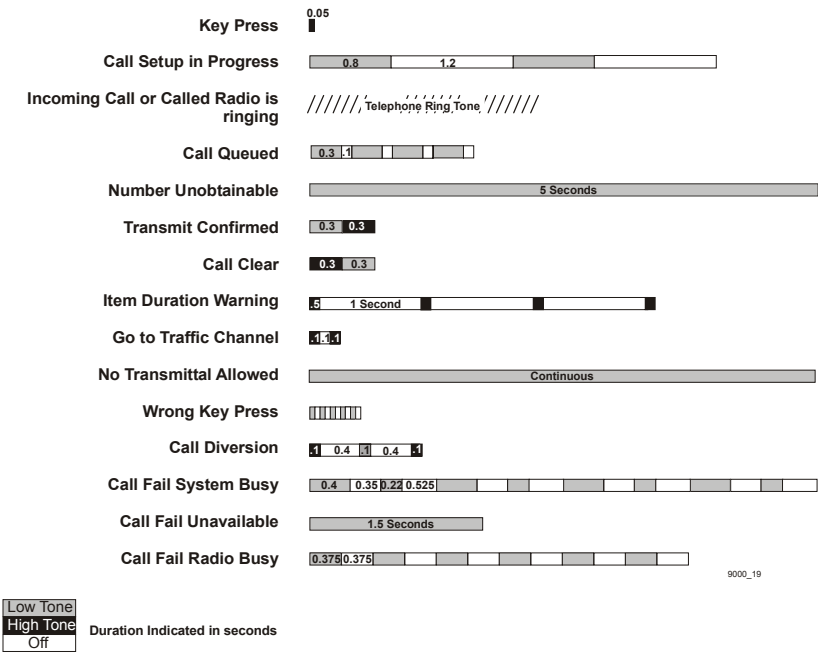 0.05
Key Press
Call Setup in Progress 0.8 1.2
Incoming Call or Called Radio is
ringing
Telephone Ring Tone
Call Queued 0.3 .1
Number Unobtainable 5 Seconds
Transmit Confirmed 0.3 0.3
Call Clear 0.3 0.3
Item Duration Warning .5 1 Second
Go to Traffic Channel .1 .1 .1
No Transmittal Allowed Continuous
Wrong Key Press
Call Diversion .1 0.4 .1 0.4 .1
Call Fail System Busy 0.4 0.35 0.22 0.525
Call Fail Unavailable 1.5 Seconds
Call Fail Radio Busy 0.375 0.375
9000_19
Low Tone
High Tone
Off
Duration Indicated in seconds